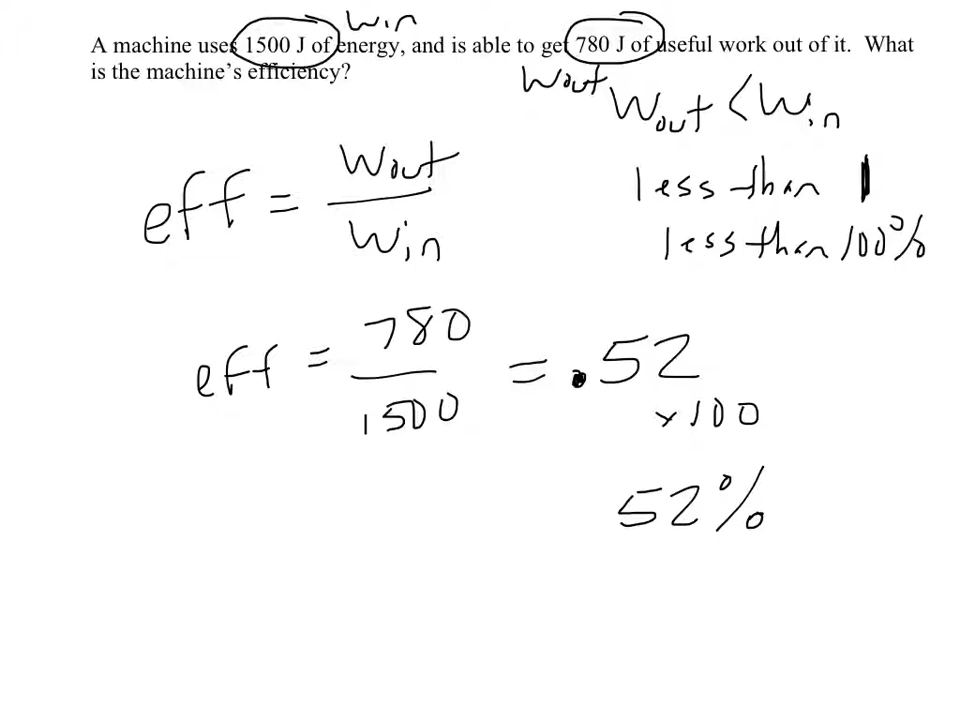 Win
A machine uses 1500 J of energy, and is able to get 780 J of useful work out of it. What
is the machine's efficiency?
Wout
Wout < Win
less than 1
less than 100%
eff = Wout / Win
eff = 780 / 1500 = .52
x100
52%